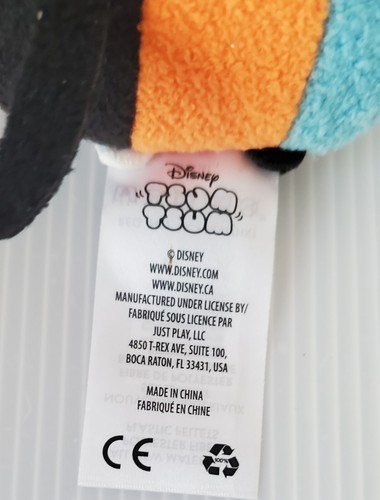 Disney
TSUM
TSUM
© DISNEY
WWW.DISNEY.COM
WWW.DISNEY.CA
MANUFACTURED UNDER LICENSE BY/
FABRIQUÉ SOUS LICENCE PAR
JUST PLAY, LLC
4850 T-REX AVE, SUITE 100,
BOCA RATON, FL 33431, USA
MADE IN CHINA
FABRIQUÉ EN CHINE
CE
100%